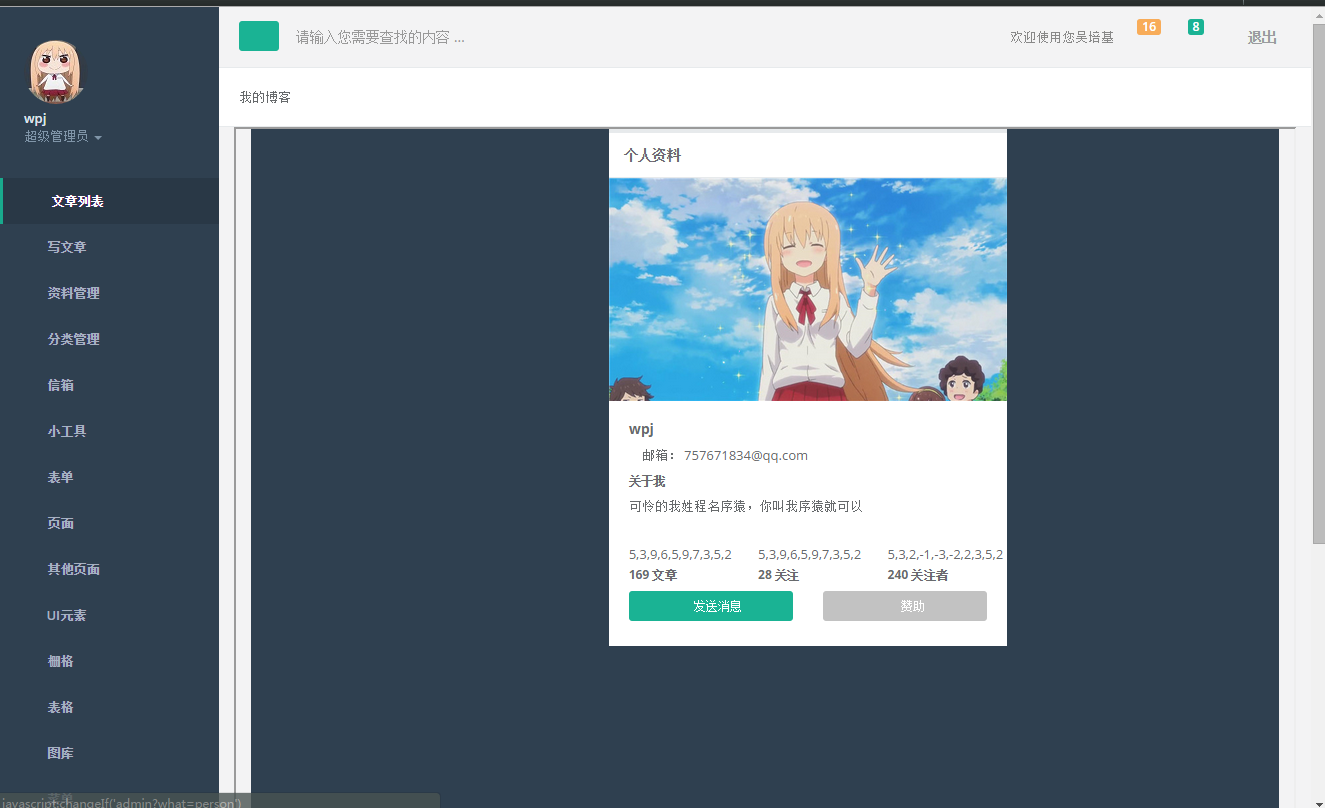 请输入您需要查找的内容 ...
欢迎使用您吴培基
16
8
退出
wpj
超级管理员
我的博客
文章列表
写文章
资料管理
分类管理
信箱
小工具
表单
页面
其他页面
UI元素
栅格
表格
图库
个人资料
wpj
邮箱： 757671834@qq.com
关于我
可怜的我姓程名序猿，你叫我序猿就可以
5,3,9,6,5,9,7,3,5,2
5,3,9,6,5,9,7,3,5,2
5,3,2,-1,-3,-2,2,3,5,2
169 文章
28 关注
240 关注者
发送消息
赞助
javascript:changeIf('admin?what=person')